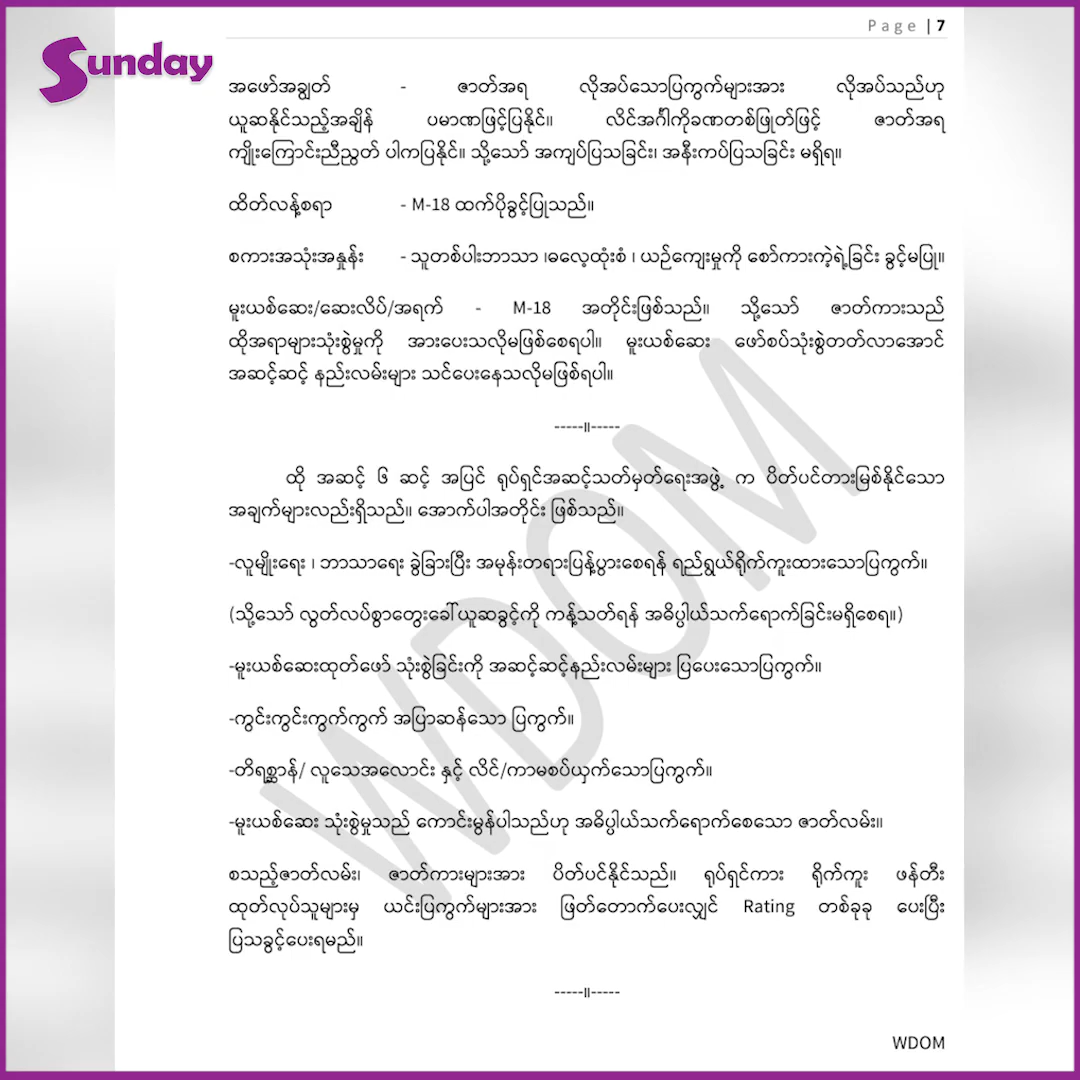 Sunday
Page | 7
အဖော်အချွတ် - ဇာတ်အရ လိုအပ်သောပြကွက်များအား လိုအပ်သည်ဟု
ယူဆနိုင်သည့်အချိန် ပမာဏဖြင့်ပြနိုင်။ လိင်အင်္ဂါကိုခဏတစ်ဖြုတ်ဖြင့် ဇာတ်အရ
ကျိုးကြောင်းညီညွတ် ပါကပြနိုင်။ သို့သော် အကျပ်ပြသခြင်း၊ အနီးကပ်ပြသခြင်း မရှိရ။
ထိတ်လန့်စရာ - M-18 ထက်ပိုခွင့်ပြုသည်။
စကားအသုံးအနှုန်း - သူတစ်ပါးဘာသာ ၊ဓလေ့ထုံးစံ ၊ ယဉ်ကျေးမှုကို စော်ကားကဲ့ရဲ့ခြင်း ခွင့်မပြု။
မူးယစ်ဆေး/ဆေးလိပ်/အရက် - M-18 အတိုင်းဖြစ်သည်။ သို့သော် ဇာတ်ကားသည်
ထိုအရာများသုံးစွဲမှုကို အားပေးသလိုမဖြစ်စေရပါ။ မူးယစ်ဆေး ဖော်စပ်သုံးစွဲတတ်လာအောင်
အဆင့်ဆင့် နည်းလမ်းများ သင်ပေးနေသလိုမဖြစ်ရပါ။
-----။-----
ထို အဆင့် ၆ ဆင့် အပြင် ရုပ်ရှင်အဆင့်သတ်မှတ်ရေးအဖွဲ့ က ပိတ်ပင်တားမြစ်နိုင်သော
အချက်များလည်းရှိသည်။ အောက်ပါအတိုင်း ဖြစ်သည်။
-လူမျိုးရေး ၊ ဘာသာရေး ခွဲခြားပြီး အမုန်းတရားပြန့်ပွားစေရန် ရည်ရွယ်ရိုက်ကူးထားသောပြကွက်။
(သို့သော် လွတ်လပ်စွာတွေးခေါ်ယူဆခွင့်ကို ကန့်သတ်ရန် အဓိပ္ပါယ်သက်ရောက်ခြင်းမရှိစေရ။)
-မူးယစ်ဆေးထုတ်ဖော် သုံးစွဲခြင်းကို အဆင့်ဆင့်နည်းလမ်းများ ပြပေးသောပြကွက်။
-ကွင်းကွင်းကွက်ကွက် အပြာဆန်သော ပြကွက်။
-တိရစ္ဆာန်/ လူသေအလောင်း နှင့် လိင်/ကာမစပ်ယှက်သောပြကွက်။
-မူးယစ်ဆေး သုံးစွဲမှုသည် ကောင်းမွန်ပါသည်ဟု အဓိပ္ပါယ်သက်ရောက်စေသော ဇာတ်လမ်း။
စသည့်ဇာတ်လမ်း၊ ဇာတ်ကားများအား ပိတ်ပင်နိုင်သည်။ ရုပ်ရှင်ကား ရိုက်ကူး ဖန်တီး
ထုတ်လုပ်သူများမှ ယင်းပြကွက်များအား ဖြတ်တောက်ပေးလျှင် Rating တစ်ခုခု ပေးပြီး
ပြသခွင့်ပေးရမည်။
-----။-----
WDOM
WDOM